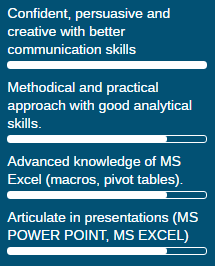 Confident, persuasive and
creative with better
communication skills
Methodical and practical
approach with good analytical
skills.
Advanced knowledge of MS
Excel (macros, pivot tables).
Articulate in presentations (MS
POWER POINT, MS EXCEL)